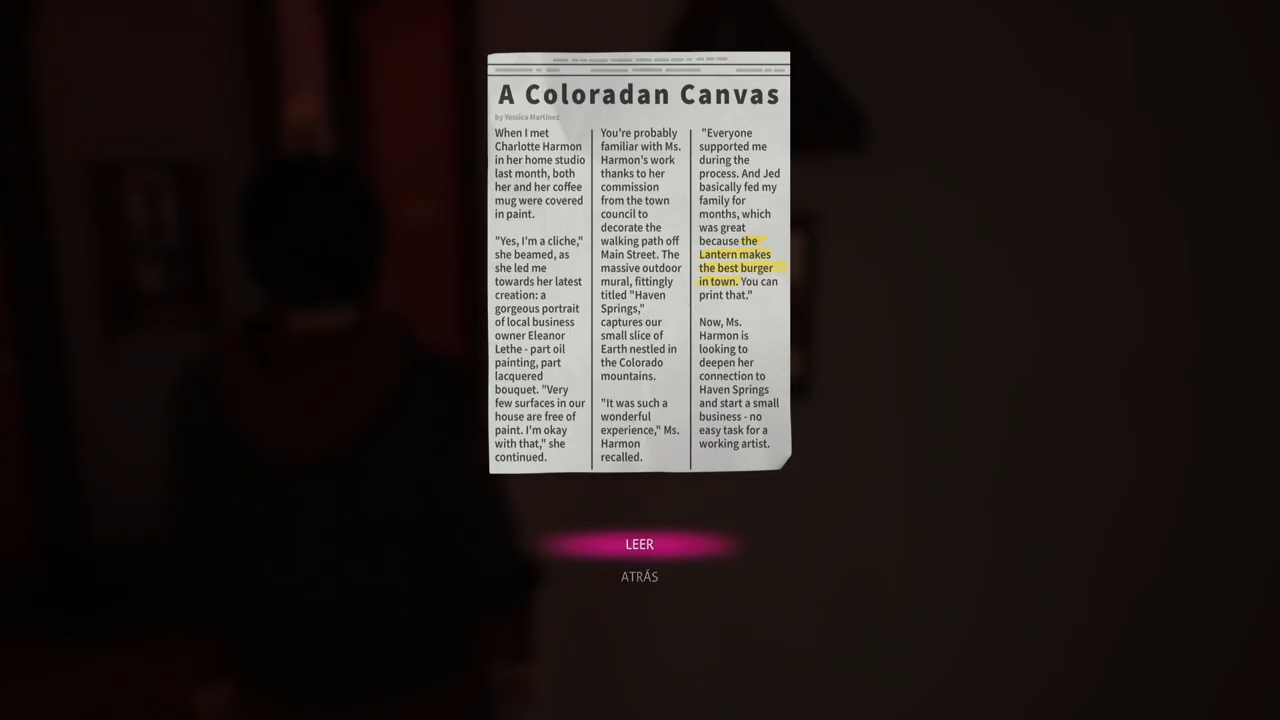 A Coloradan Canvas
by Yessica Martinez
When I met
Charlotte Harmon
in her home studio
last month, both
her and her coffee
mug were covered
in paint.
"Yes, I'm a cliche,"
she beamed, as
she led me
towards her latest
creation: a
gorgeous portrait
of local business
owner Eleanor
Lethe - part oil
painting, part
lacquered
bouquet. "Very
few surfaces in our
house are free of
paint. I'm okay
with that," she
continued.
You're probably
familiar with Ms.
Harmon's work
thanks to her
commission
from the town
council to
decorate the
walking path off
Main Street. The
massive outdoor
mural, fittingly
titled "Haven
Springs,"
captures our
small slice of
Earth nestled in
the Colorado
mountains.
"It was such a
wonderful
experience," Ms.
Harmon
recalled.
"Everyone
supported me
during the
process. And Jed
basically fed my
family for
months, which
was great
because the
Lantern makes
the best burger
in town. You can
print that."
Now, Ms.
Harmon is
looking to
deepen her
connection to
Haven Springs
and start a small
business - no
easy task for a
working artist.
LEER
ATRÁS